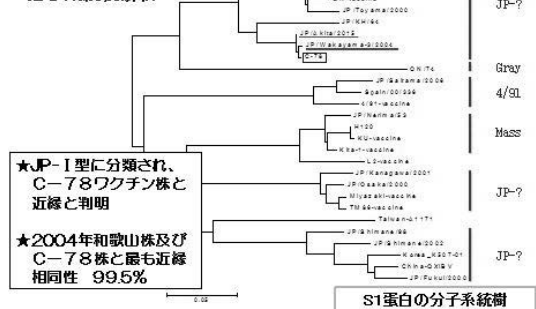 JP/Toyama/2000
JP-?
JP/KH/64
JP/Akita/2013
JP/Wakayama-9/2004
C-78
Gray
JP/Saitama/2006
Spain/00/336
4/91-vaccine
4/91
JP/Nerima/53
H120
KU-vaccine
Kita-1-vaccine
L2-vaccine
Mass
★JP-Ⅰ型に分類され、
C-78ワクチン株と
近縁と判明
★2004年和歌山株及び
C-78株と最も近縁
相同性 99.5%
JP/Kanagawa/2001
JP/Osaka/2000
Miyazaki-vaccine
TM86-vaccine
JP-?
Taiwan-A1171
JP/Shimane/98
JP/Shimane/2002
Korea_K507-01
China-QXIBV
JP/Fukui/2000
JP-?
0.05
S1蛋白の分子系統樹